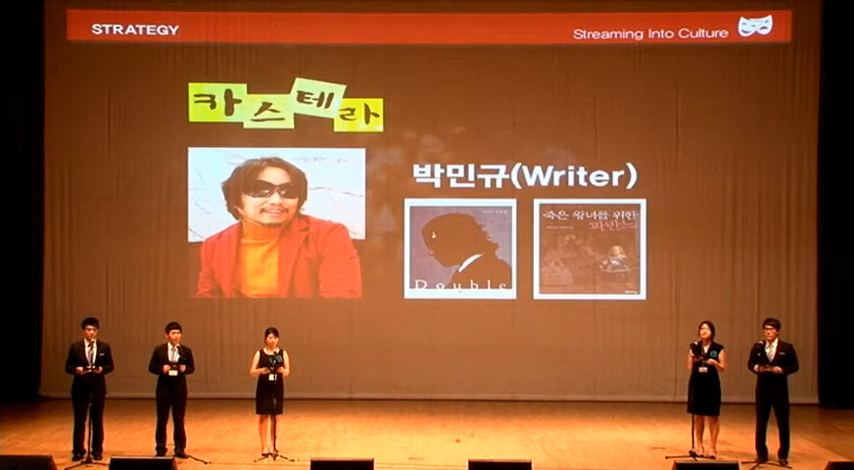 STRATEGY
Streaming Into Culture
카스테라
박민규(Writer)
Double
죽은 왕녀를 위한
파반느